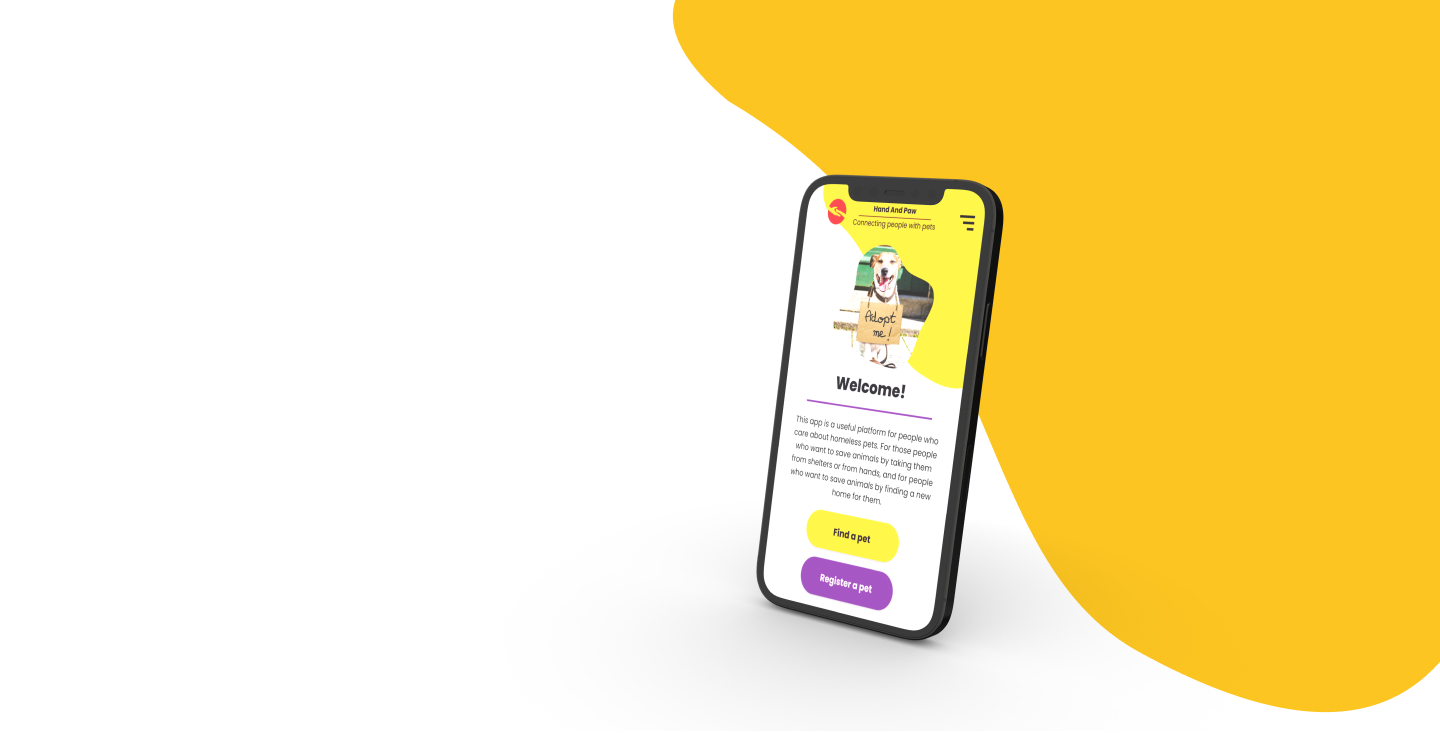 Hand And Paw
Connecting people with pets
Adopt
me!
Welcome!
This app is a useful platform for people who
care about homeless pets. For those people
who want to save animals by taking them
from shelters or from hands, and for people
who want to save animals by finding a new
home for them.
Find a pet
Register a pet